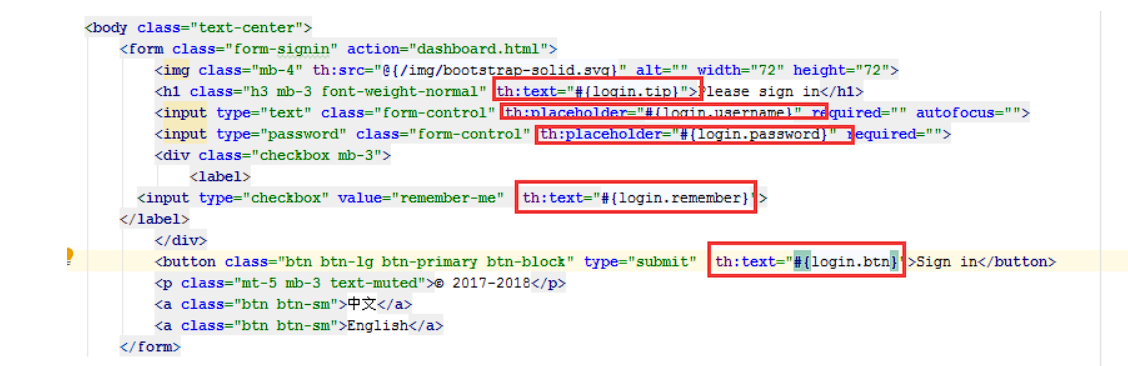 <body class="text-center">
<form class="form-signin" action="dashboard.html">
<img class="mb-4" th:src="@{/img/bootstrap-solid.svg}" alt="" width="72" height="72">
<h1 class="h3 mb-3 font-weight-normal" th:text="#{login.tip}">Please sign in</h1>
<input type="text" class="form-control" th:placeholder="#{login.username}" required="" autofocus="">
<input type="password" class="form-control" th:placeholder="#{login.password}" required="">
<div class="checkbox mb-3">
<label>
<input type="checkbox" value="remember-me" th:text="#{login.remember}">
</label>
</div>
<button class="btn btn-lg btn-primary btn-block" type="submit" th:text="#{login.btn}">Sign in</button>
<p class="mt-5 mb-3 text-muted">© 2017-2018</p>
<a class="btn btn-sm">中文</a>
<a class="btn btn-sm">English</a>
</form>